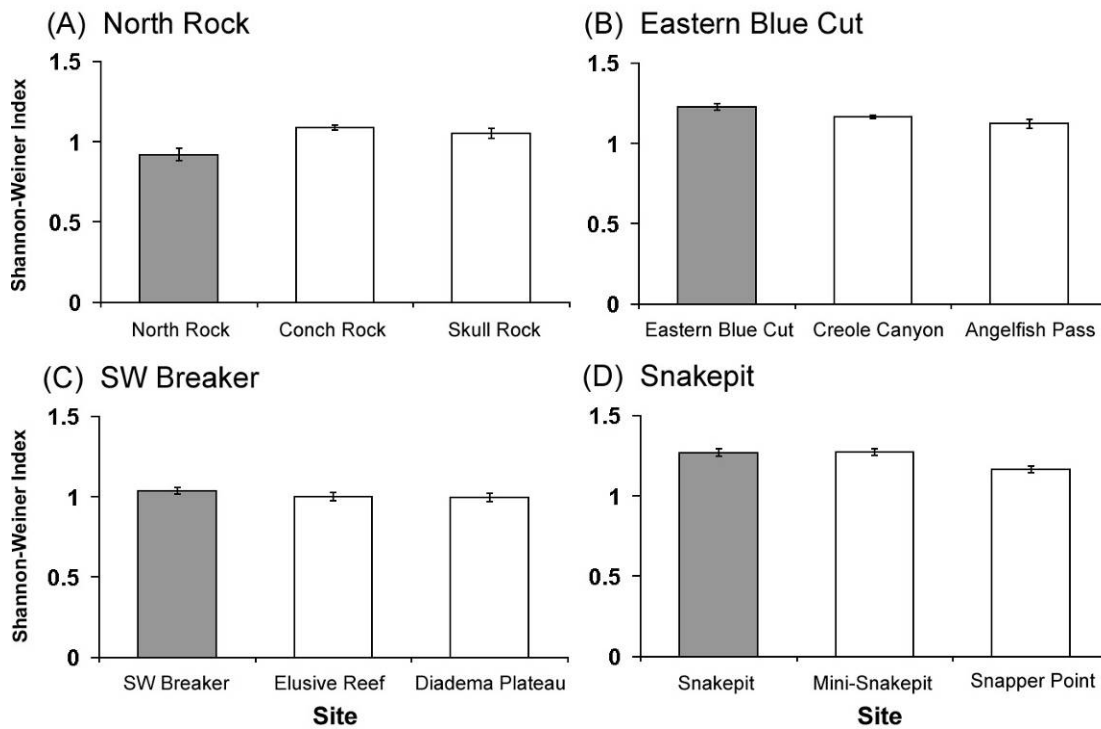 (A) North Rock
Shannon-Weiner Index
1.5
1
0.5
0
North Rock Conch Rock Skull Rock
(B) Eastern Blue Cut
1.5
1
0.5
0
Eastern Blue Cut Creole Canyon Angelfish Pass
(C) SW Breaker
Shannon-Weiner Index
1.5
1
0.5
0
SW Breaker Elusive Reef Diadema Plateau
Site
(D) Snakepit
1.5
1
0.5
0
Snakepit Mini-Snakepit Snapper Point
Site